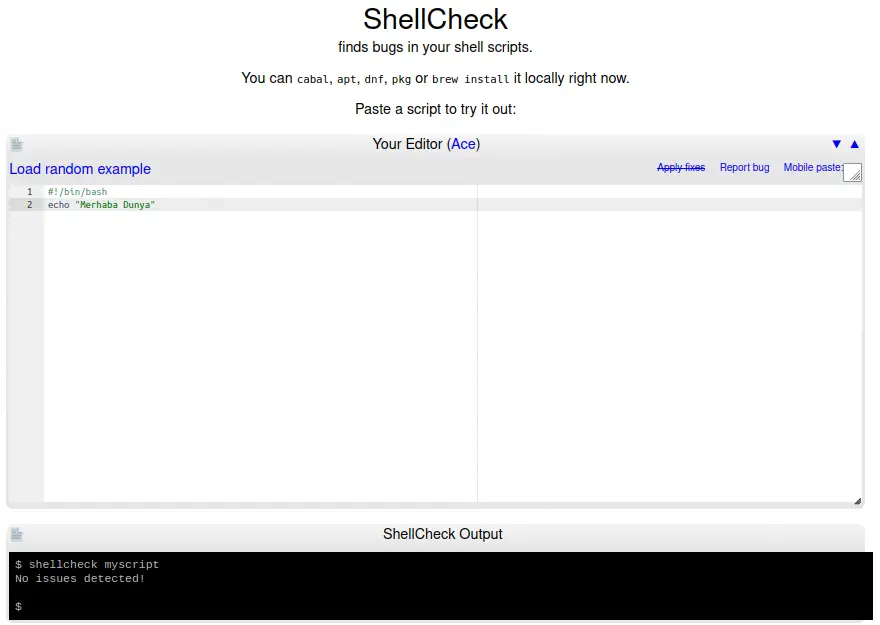 ShellCheck
finds bugs in your shell scripts.
You can cabal, apt, dnf, pkg or brew install it locally right now.
Paste a script to try it out:
Your Editor (Ace) ▼ ▲
Load random example Apply fixes Report bug Mobile paste:
1 #!/bin/bash
2 echo "Merhaba Dunya"
ShellCheck Output
$ shellcheck myscript
No issues detected!
$